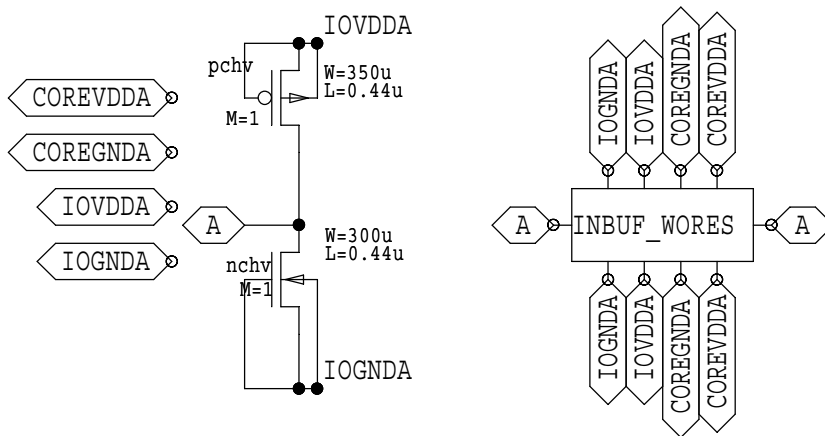 IOVDDA
pchv
W=350u
L=0.44u
M=1
COREVDDA
COREGNDA
IOVDDA
IOGNDA
A
W=300u
L=0.44u
nchv
M=1
IOGNDA
IOGNDA
IOVDDA
COREGNDA
COREVDDA
A
INBUF_WORES
A
IOGNDA
IOVDDA
COREGNDA
COREVDDA